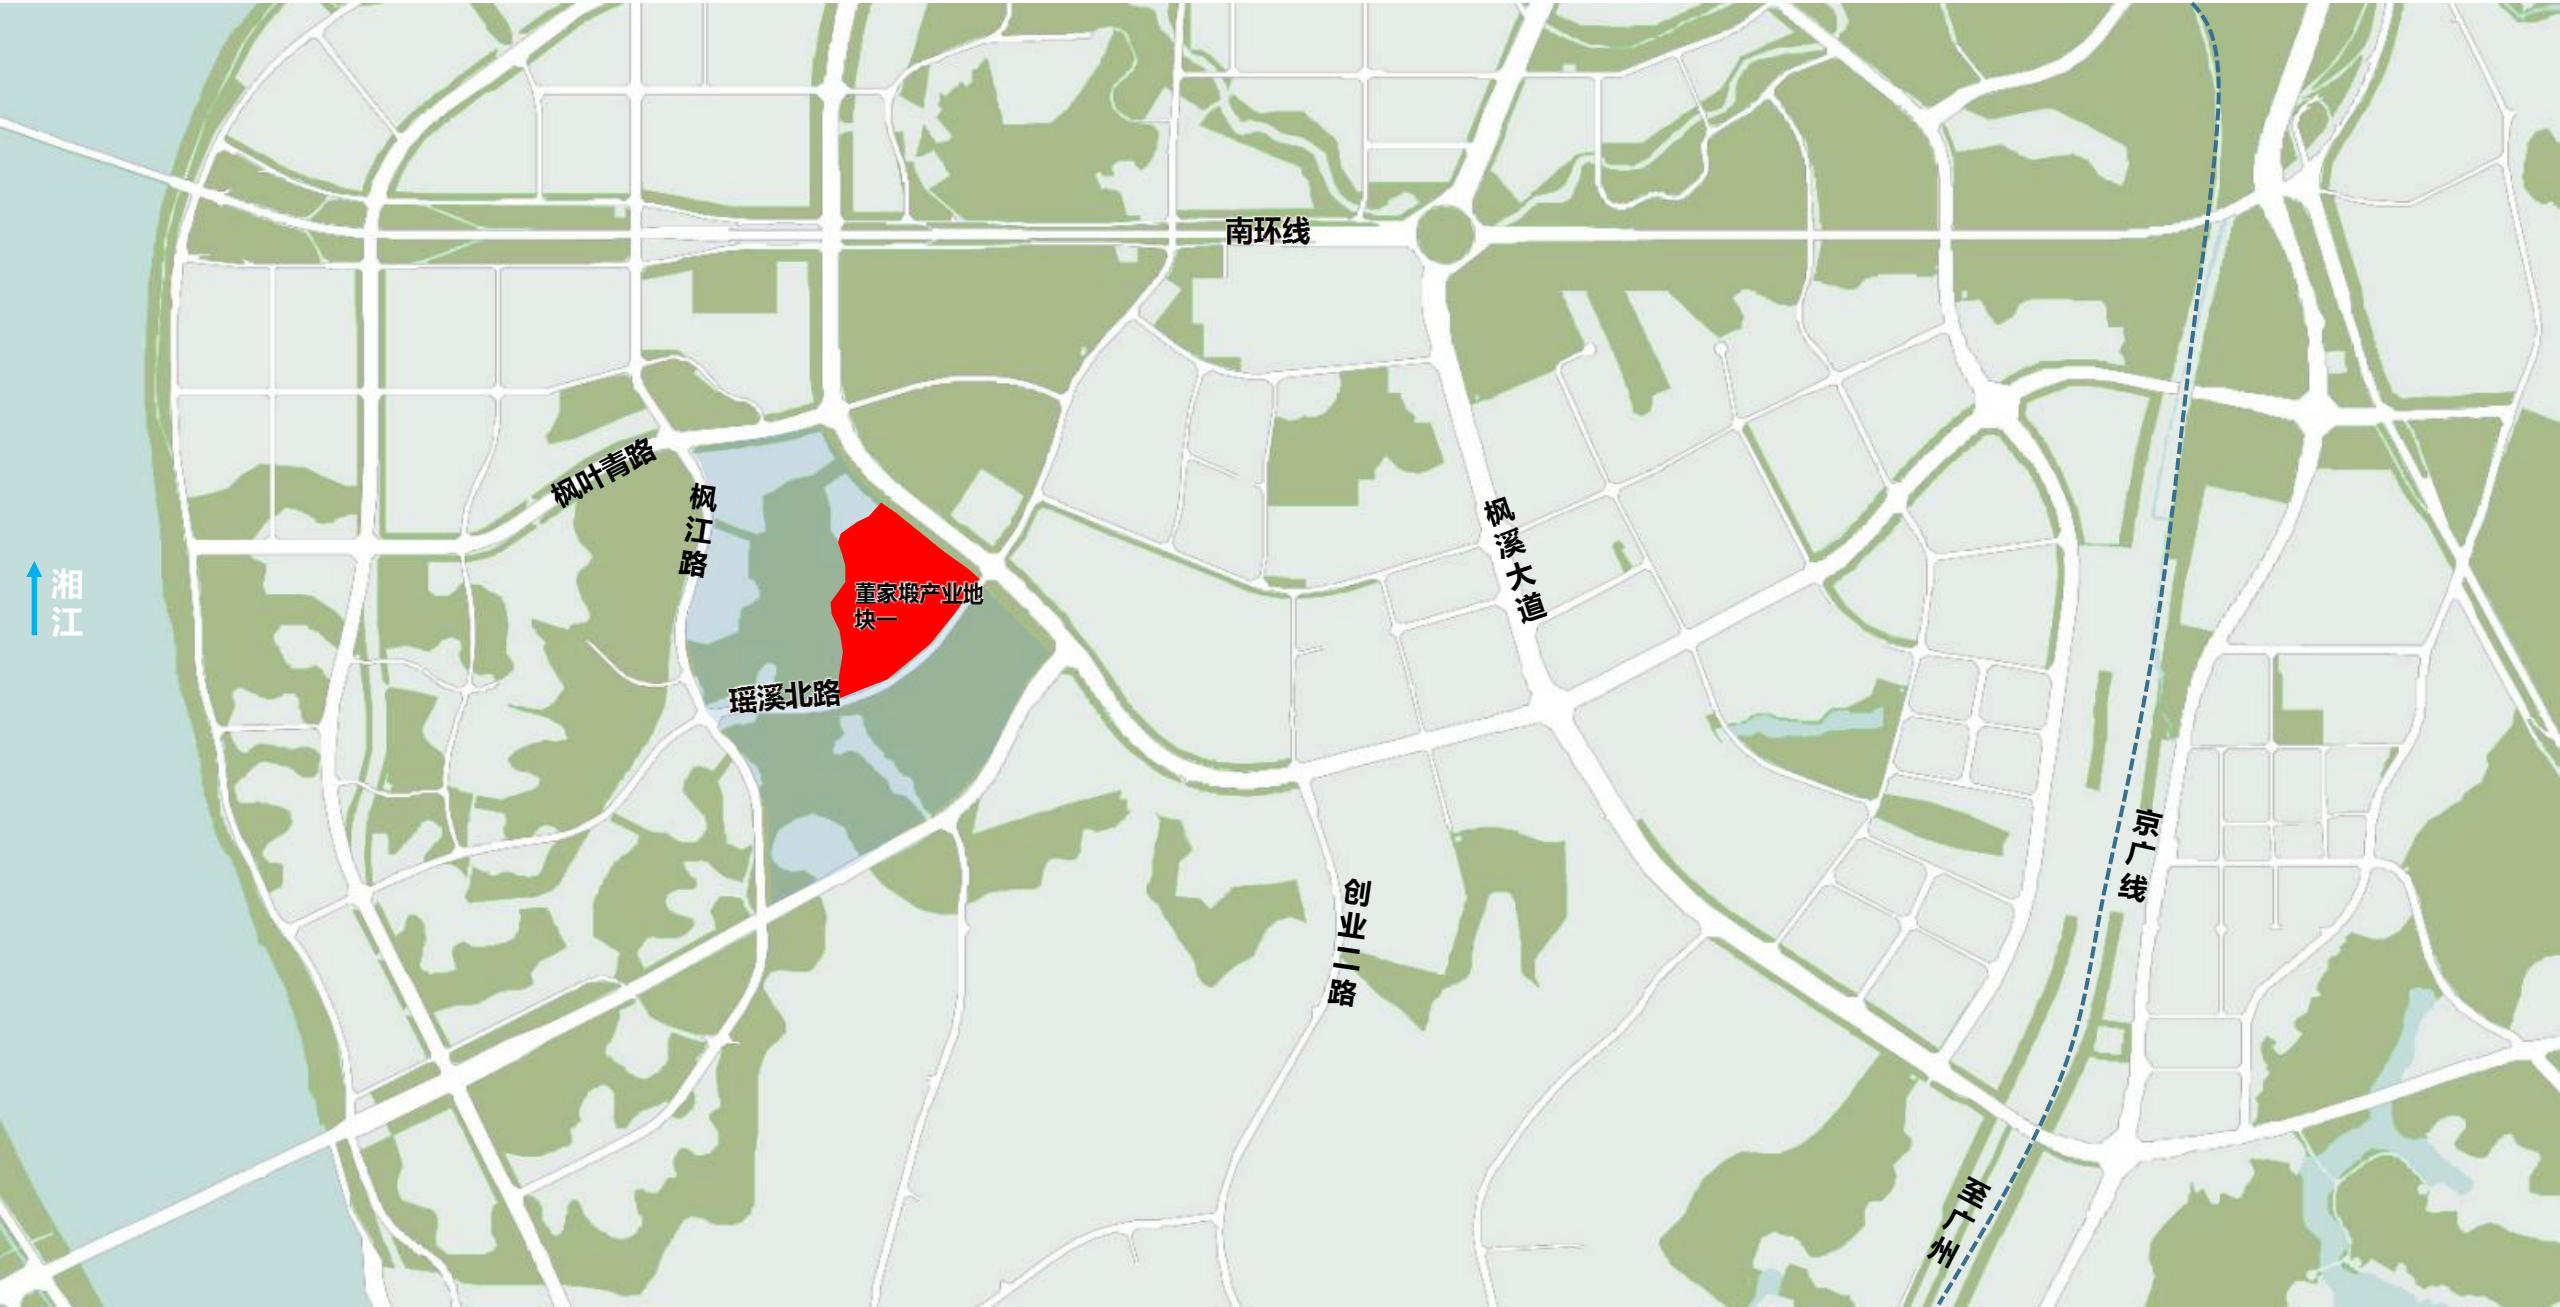 南环线
枫叶青路
枫江路
枫溪大道
湘江
董家塅产业地
块一
瑶溪北路
京广线
创业二路
至广州